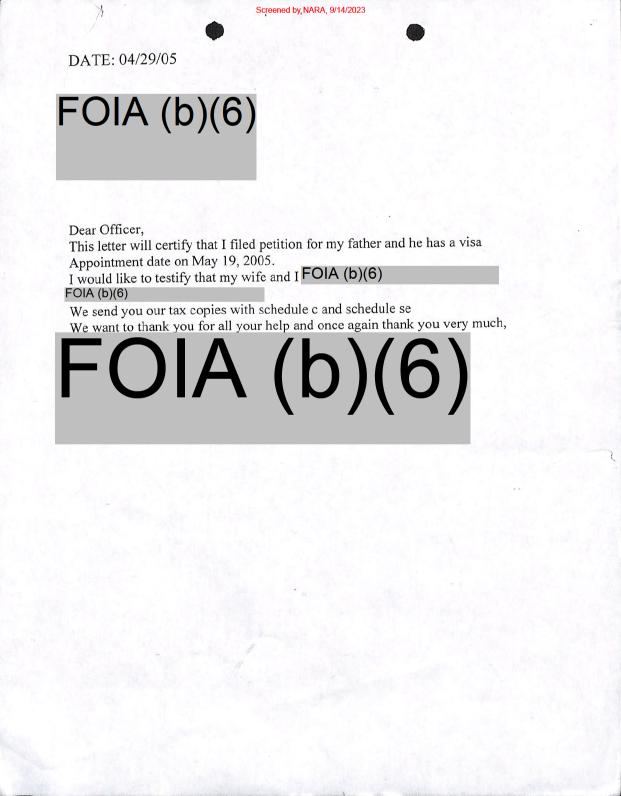 Screened by NARA, 9/14/2023
DATE: 04/29/05
FOIA (b)(6)
Dear Officer,
This letter will certify that I filed petition for my father and he has a visa
Appointment date on May 19, 2005.
I would like to testify that my wife and I FOIA (b)(6)
FOIA (b)(6)
We send you our tax copies with schedule c and schedule se
We want to thank you for all your help and once again thank you very much,
FOIA (b)(6)